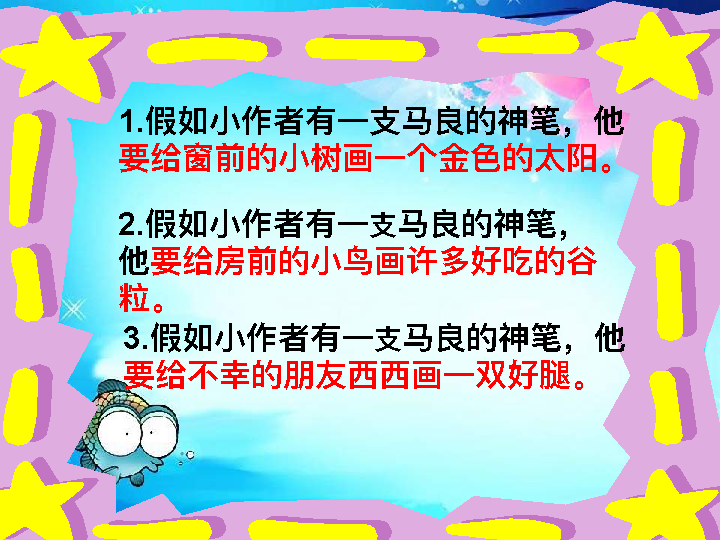 1.假如小作者有一支马良的神笔，他
要给窗前的小树画一个金色的太阳。
2.假如小作者有一支马良的神笔，
他要给房前的小鸟画许多好吃的谷
粒。
3.假如小作者有一支马良的神笔，他
要给不幸的朋友西西画一双好腿。